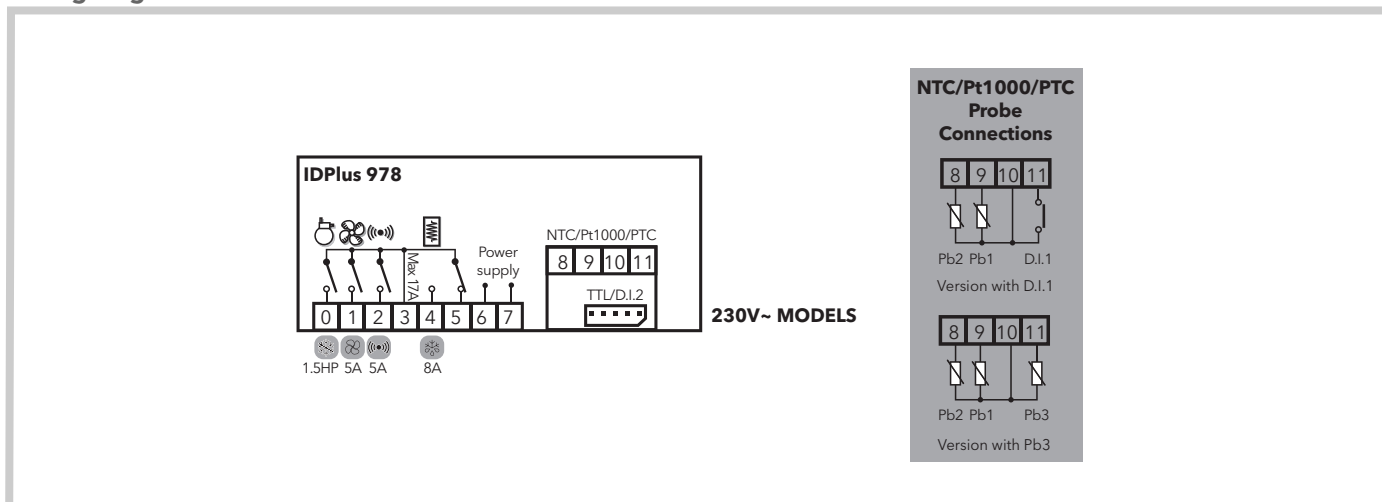 IDPlus 978
Max 17A
Power
supply
0 1 2 3 4 5 6 7
1.5HP 5A 5A 8A
NTC/Pt1000/PTC
8 9 10 11
TTL/D.I.2
230V~ MODELS
NTC/Pt1000/PTC
Probe
Connections
8 9 10 11
Pb2 Pb1 D.I.1
Version with D.I.1
8 9 10 11
Pb2 Pb1 Pb3
Version with Pb3